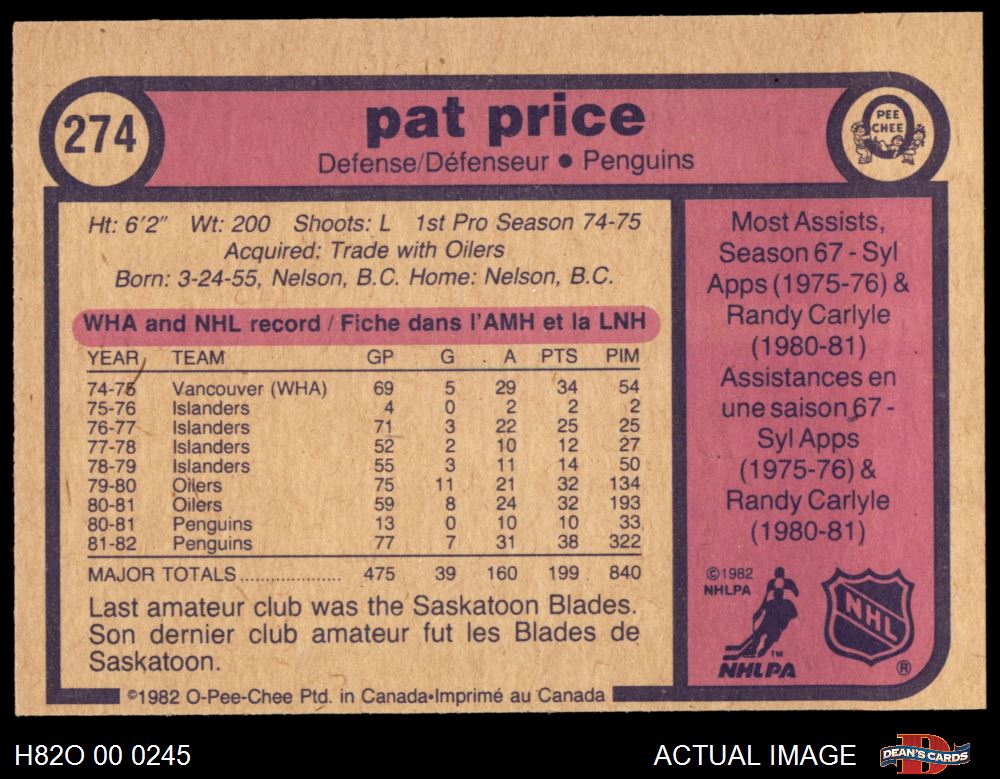 274
pat price
Defense/Défenseur • Penguins
PEE
CHEE
Ht: 6'2" Wt: 200 Shoots: L 1st Pro Season 74-75
Acquired: Trade with Oilers
Born: 3-24-55, Nelson, B.C. Home: Nelson, B.C.
WHA and NHL record / Fiche dans l'AMH et la LNH
YEAR TEAM GP G A PTS PIM
74-75 Vancouver (WHA) 69 5 29 34 54
75-76 Islanders 4 0 2 2 2
76-77 Islanders 71 3 22 25 25
77-78 Islanders 52 2 10 12 27
78-79 Islanders 55 3 11 14 50
79-80 Oilers 75 11 21 32 134
80-81 Oilers 59 8 24 32 193
80-81 Penguins 13 0 10 10 33
81-82 Penguins 77 7 31 38 322
MAJOR TOTALS.................... 475 39 160 199 840
Last amateur club was the Saskatoon Blades.
Son dernier club amateur fut les Blades de
Saskatoon.
©1982 O-Pee-Chee Ptd. in Canada•Imprimé au Canada
Most Assists,
Season 67 - Syl
Apps (1975-76) &
Randy Carlyle
(1980-81)
Assistances en
une saison 67 -
Syl Apps
(1975-76) &
Randy Carlyle
(1980-81)
©1982
NHLPA
TM
NHLPA
NHL
®
H82O 00 0245
ACTUAL IMAGE
DEAN'S CARDS